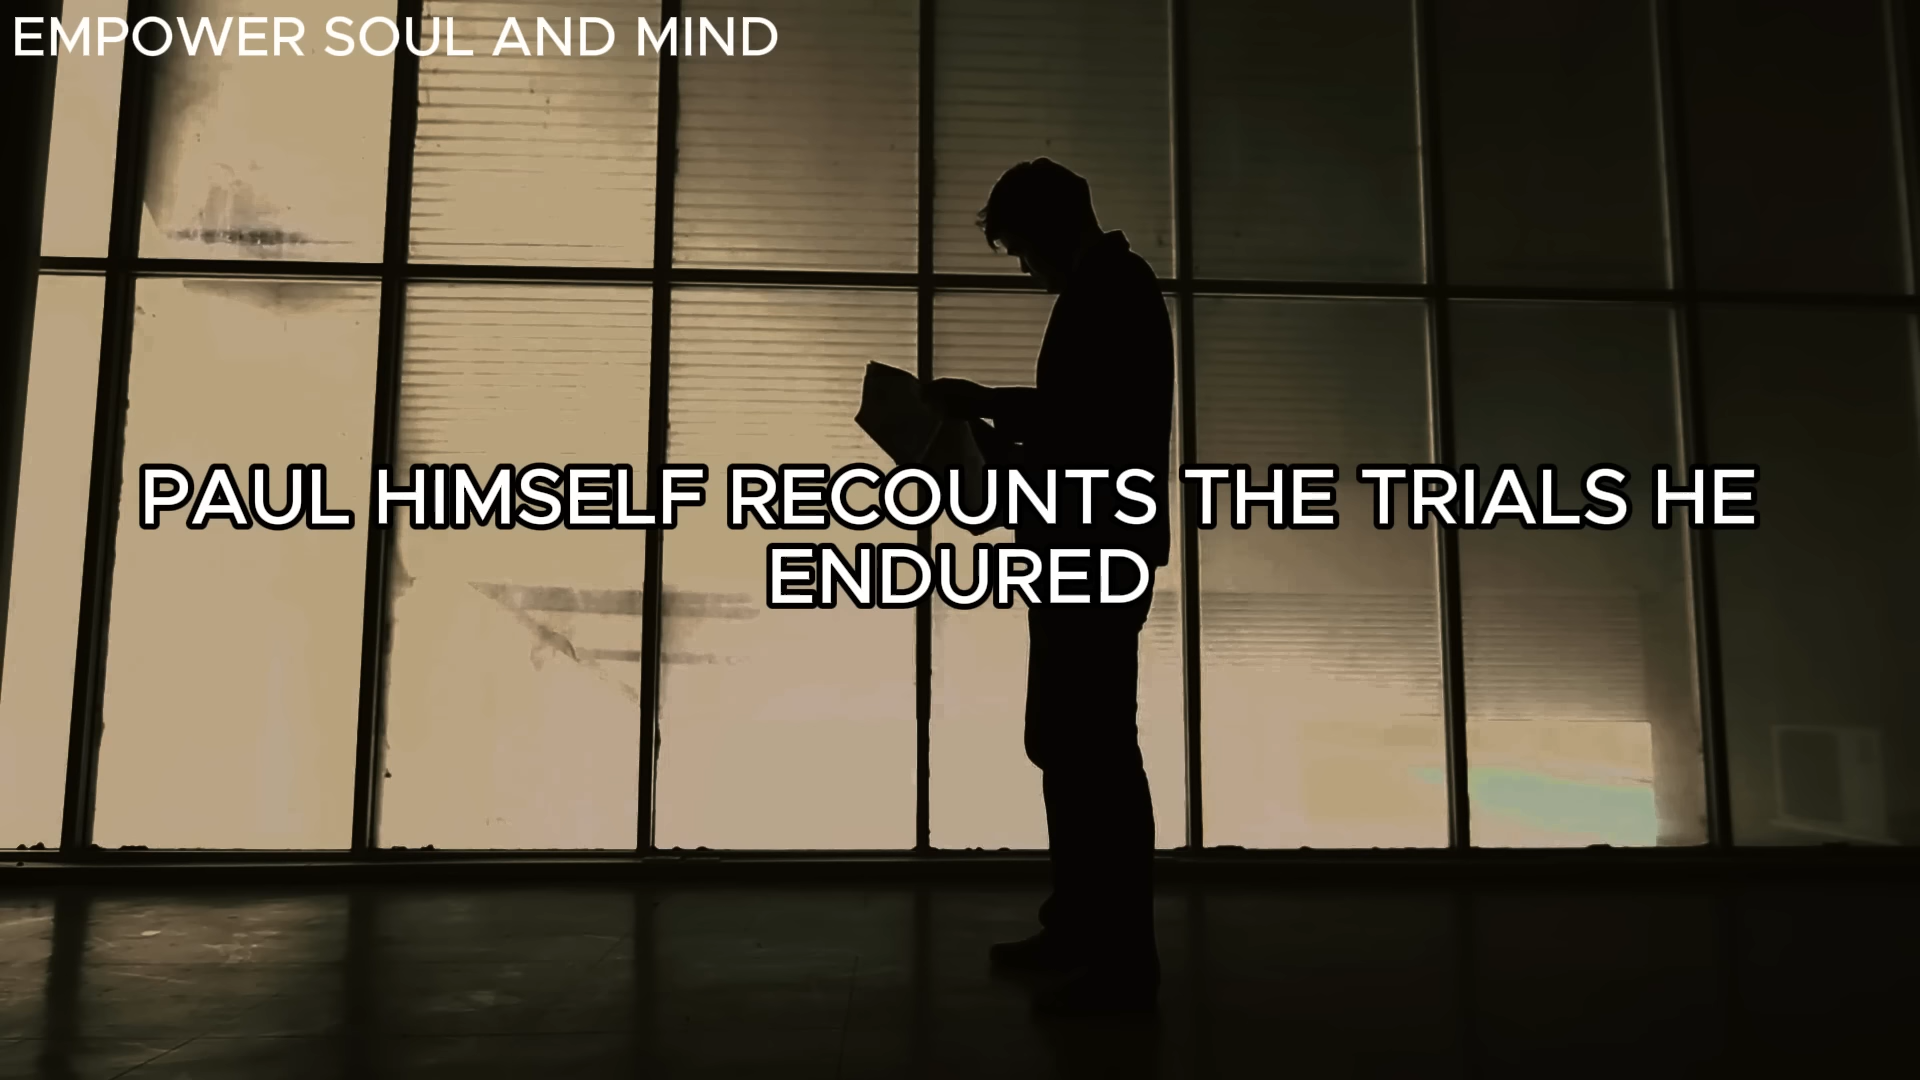 EMPOWER SOUL AND MIND
PAUL HIMSELF RECOUNTS THE TRIALS HE
ENDURED